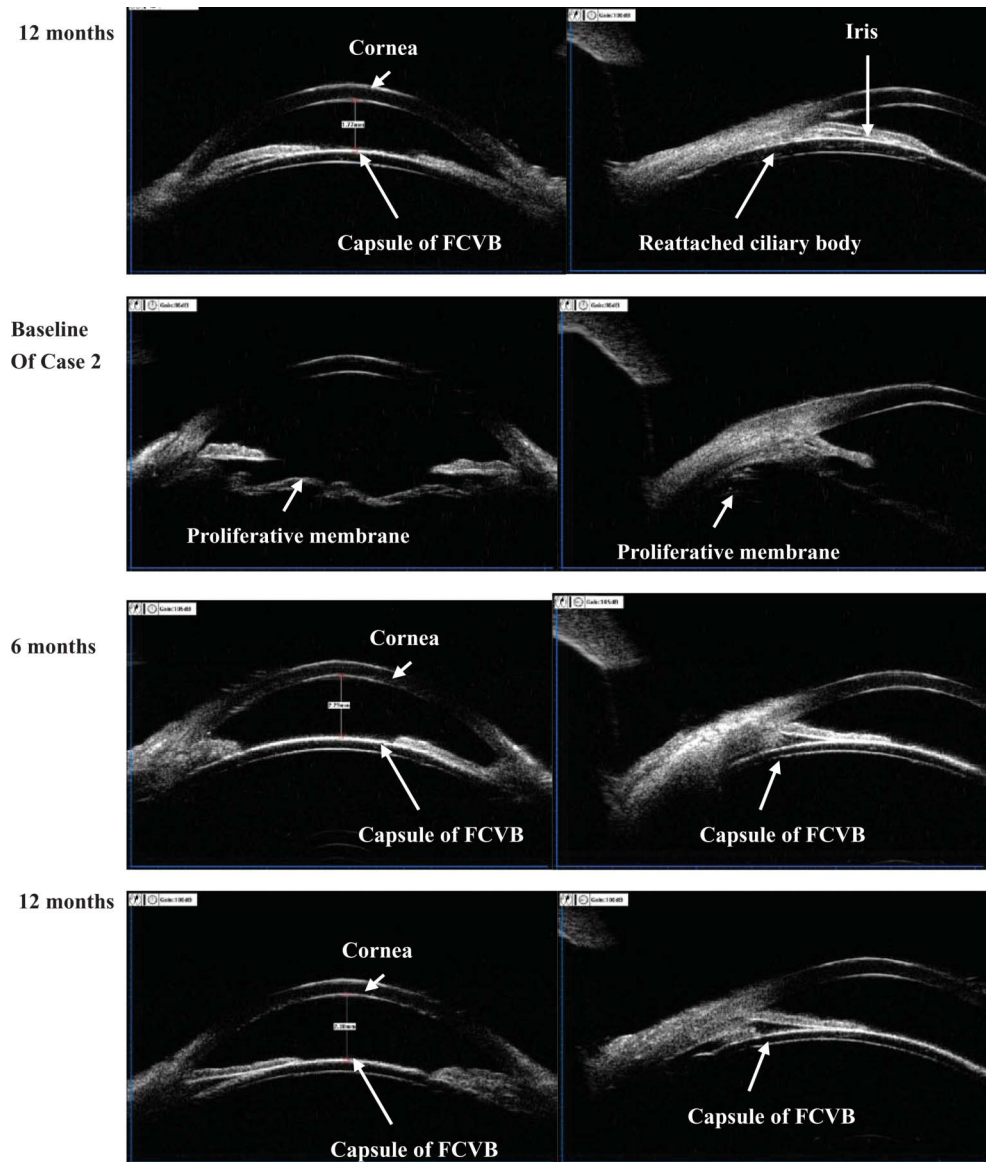 12 months
Cornea
Iris
Capsule of FCVB
Reattached ciliary body
Baseline
Of Case 2
Proliferative membrane
Proliferative membrane
6 months
Cornea
Capsule of FCVB
Capsule of FCVB
12 months
Cornea
Capsule of FCVB
Capsule of FCVB